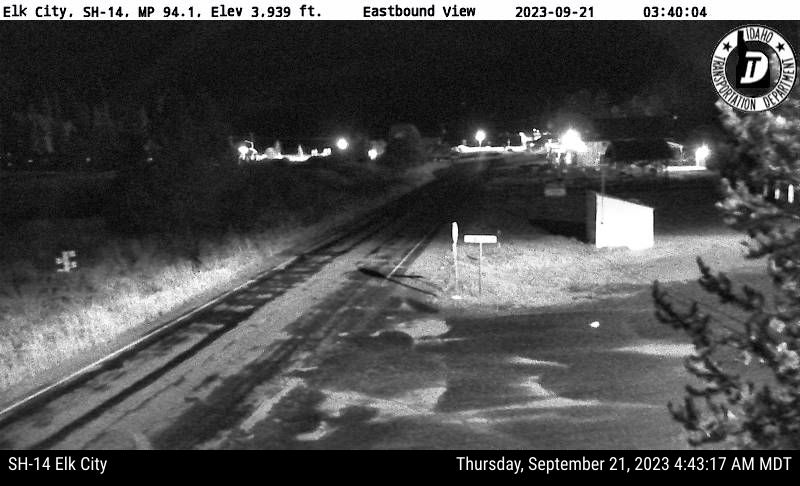 Elk City, SH-14, MP 94.1, Elev 3,939 ft. Eastbound View 2023-09-21 03:40:04
IDAHO
TRANSPORTATION DEPARTMENT
SH-14 Elk City Thursday, September 21, 2023 4:43:17 AM MDT